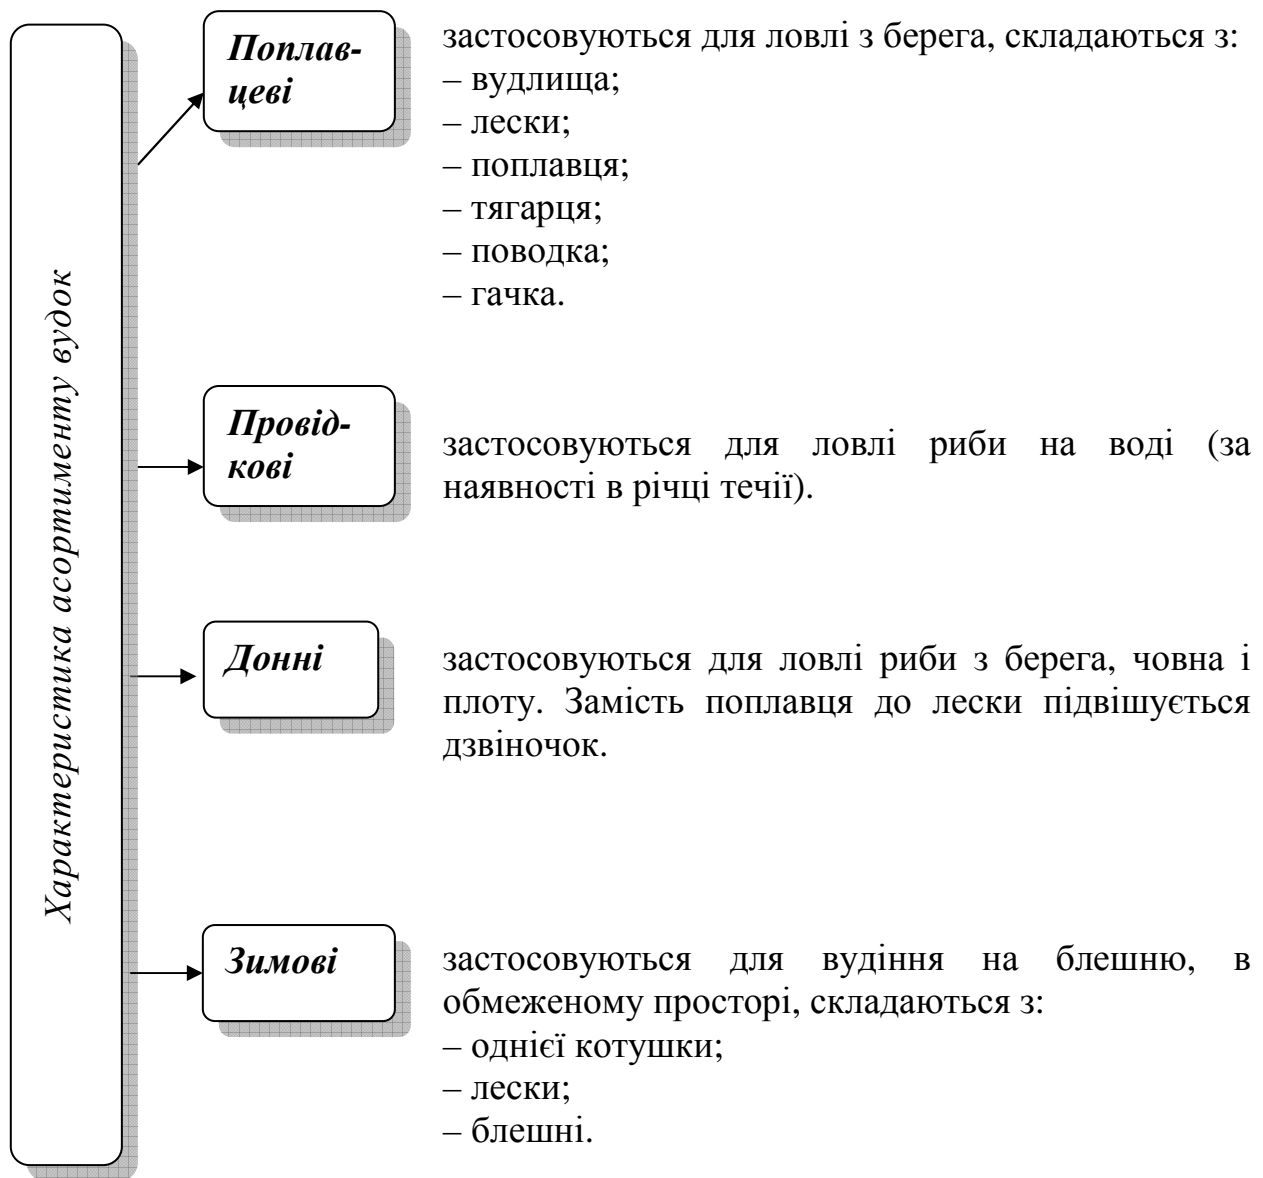 Характеристика асортименту вудок
Поплав-
цеві
застосовуються для ловлі з берега, складаються з:
– вудлища;
– лески;
– поплавця;
– тягарця;
– поводка;
– гачка.
Провід-
кові
застосовуються для ловлі риби на воді (за
наявності в річці течії).
Донні
застосовуються для ловлі риби з берега, човна і
плоту. Замість поплавця до лески підвішується
дзвіночок.
Зимові
застосовуються для вудіння на блешню, в
обмеженому просторі, складаються з:
– однієї котушки;
– лески;
– блешні.